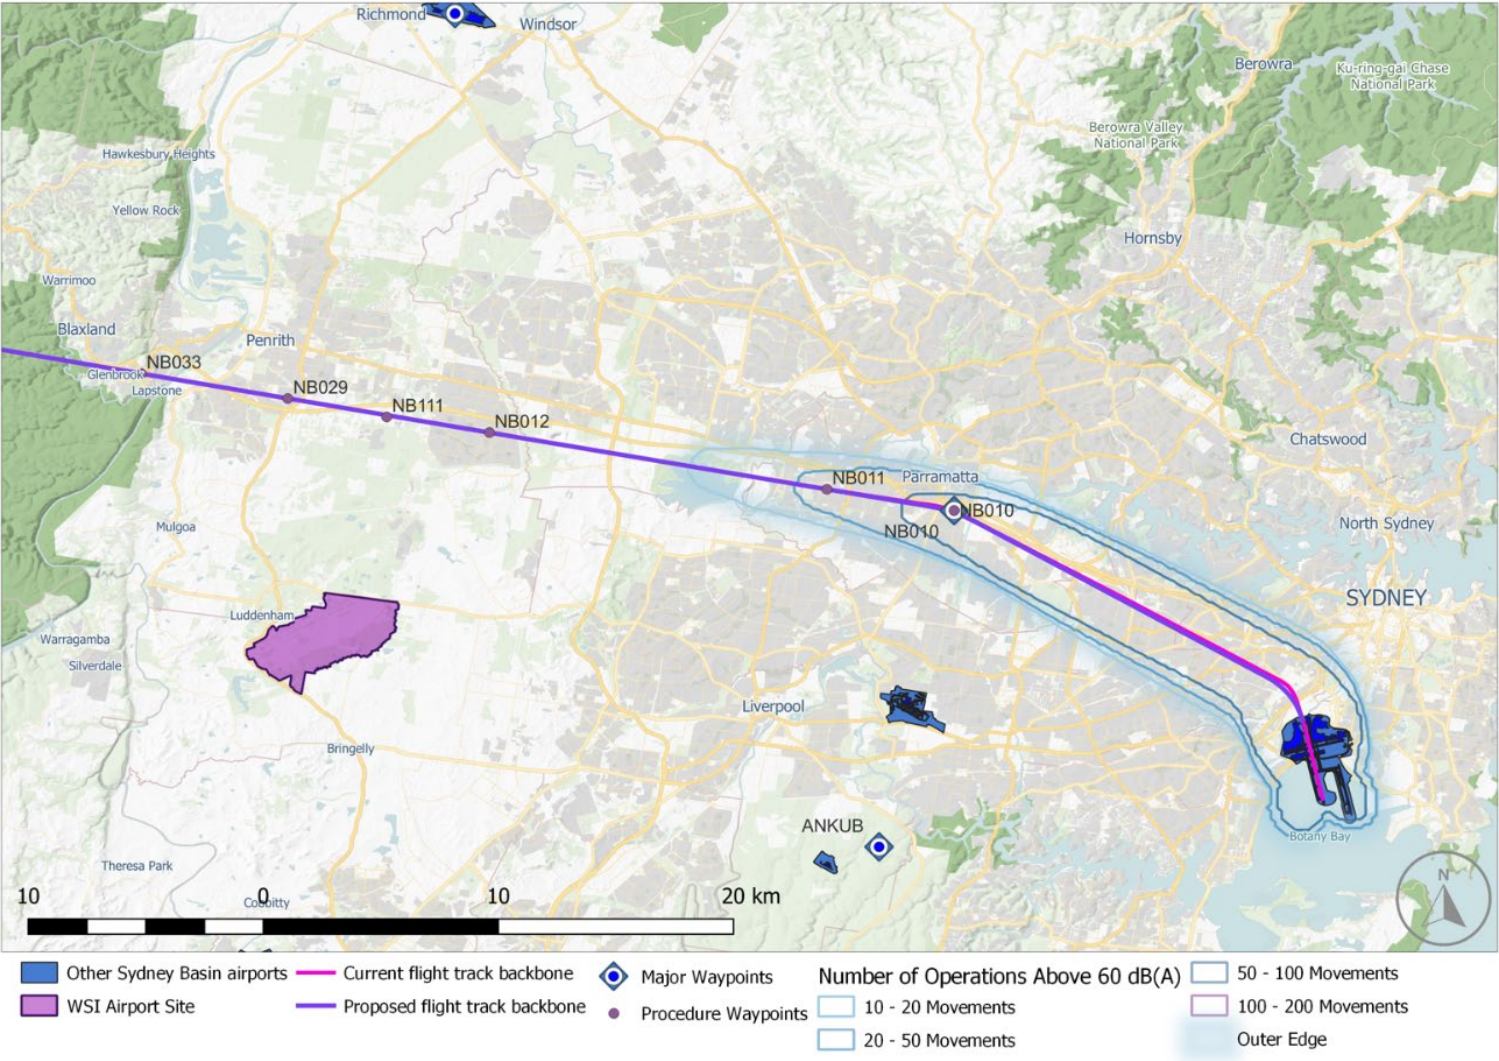 Richmond
Windsor
Berowra
Ku-ring-gai Chase
National Park
Berowra Valley
National Park
Hawkesbury Heights
Yellow Rock
Hornsby
Warrimoo
Blaxland
Penrith
NB033
Glenbrook
Lapstone
NB029
NB111
NB012
Chatswood
NB011
Parramatta
NB010
NB010
North Sydney
Mulgoa
SYDNEY
Luddenham
Warragamba
Silverdale
Liverpool
Bringelly
ANKUB
Botany Bay
Theresa Park
N
10 0 10 20 km
Cobbitty
Other Sydney Basin airports
WSI Airport Site
Current flight track backbone
Proposed flight track backbone
Major Waypoints
Procedure Waypoints
Number of Operations Above 60 dB(A)
10 - 20 Movements
20 - 50 Movements
50 - 100 Movements
100 - 200 Movements
Outer Edge